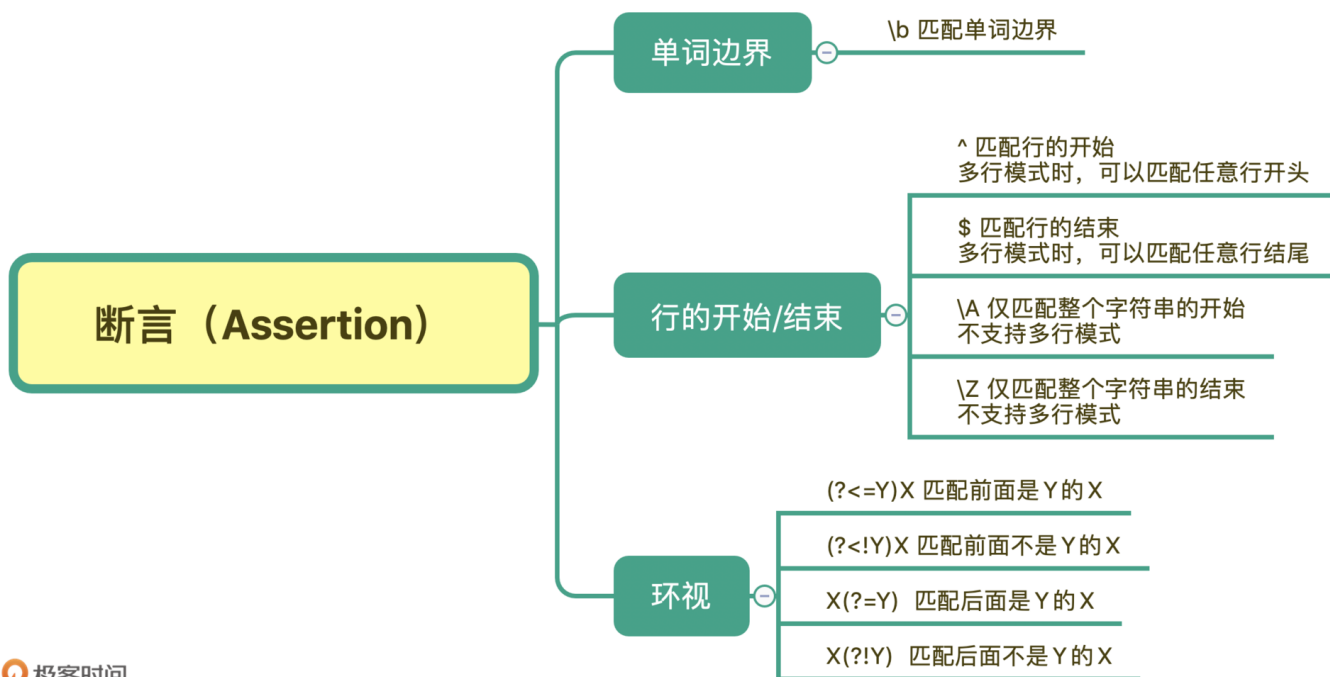 断言（Assertion）
单词边界
\b 匹配单词边界
行的开始/结束
^ 匹配行的开始
多行模式时，可以匹配任意行开头
$ 匹配行的结束
多行模式时，可以匹配任意行结尾
\A 仅匹配整个字符串的开始
不支持多行模式
\Z 仅匹配整个字符串的结束
不支持多行模式
环视
(?<=Y)X 匹配前面是Y的X
(?<!Y)X 匹配前面不是Y的X
X(?=Y) 匹配后面是Y的X
X(?!Y) 匹配后面不是Y的X
极客时间